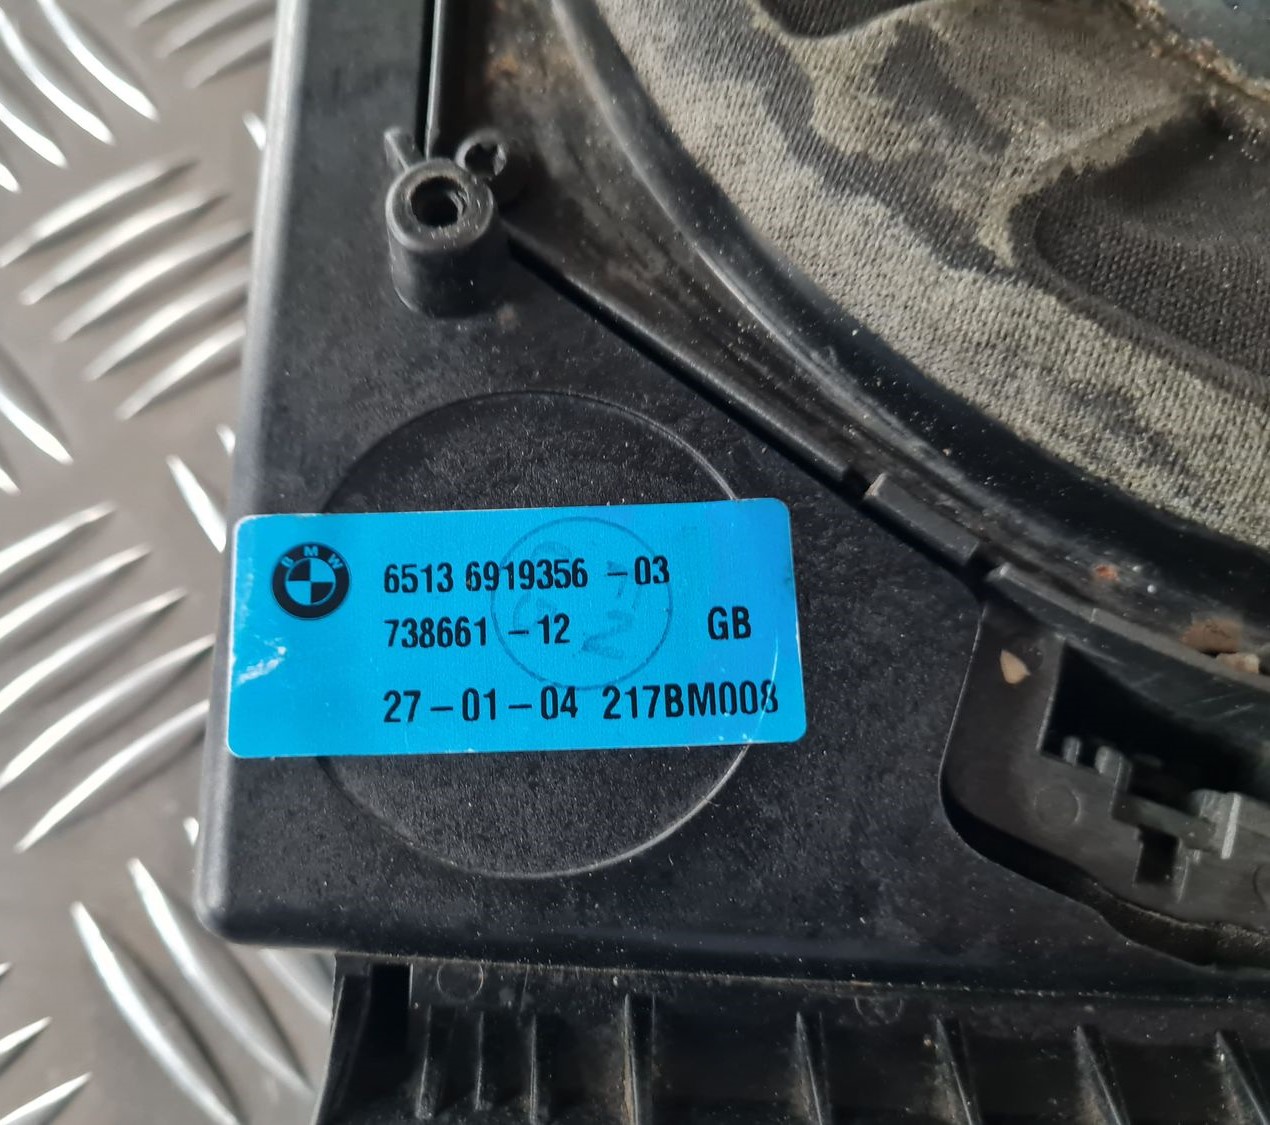 BMW
6513 6919356 -03
738661 -12 GB
27-01-04 217BM008